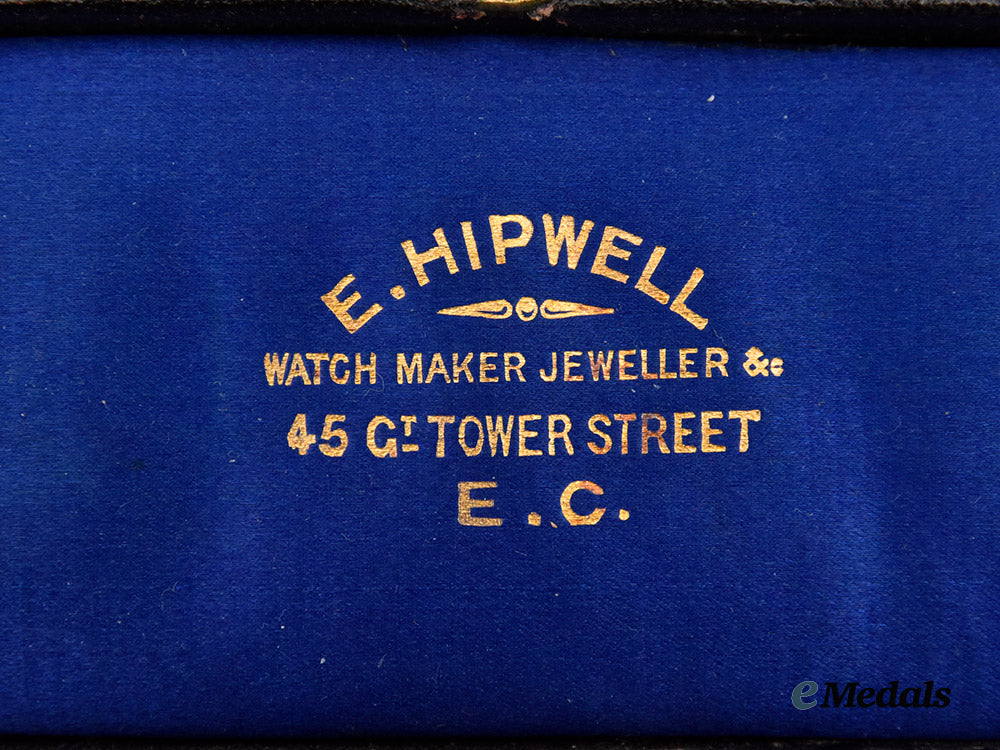 E. HIPWELL
WATCH MAKER JEWELLER &c
45 GT TOWER STREET
E.C.
eMedals